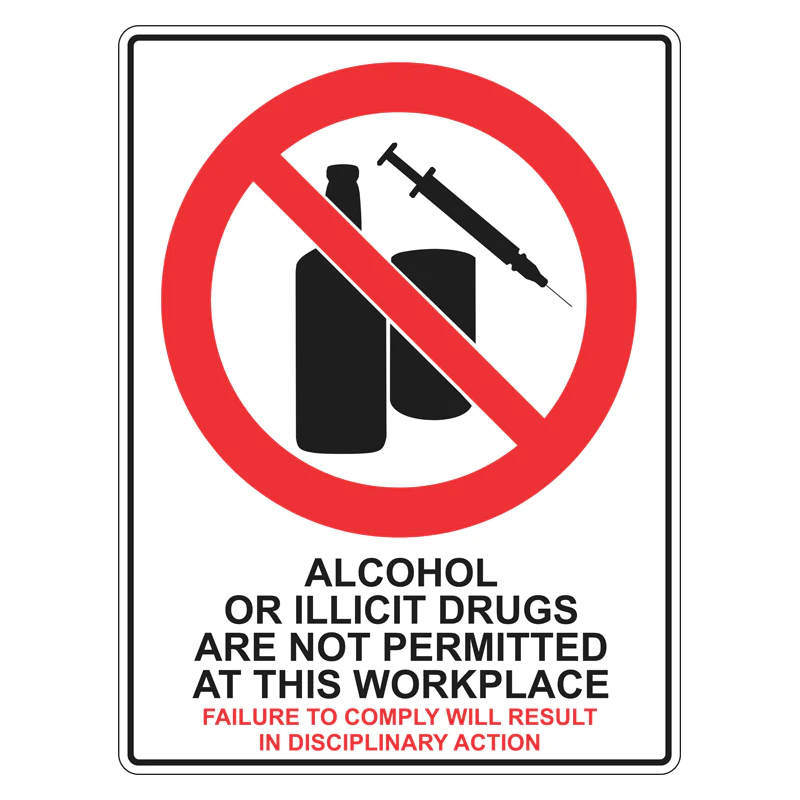 ALCOHOL
OR ILLICIT DRUGS
ARE NOT PERMITTED
AT THIS WORKPLACE
FAILURE TO COMPLY WILL RESULT
IN DISCIPLINARY ACTION